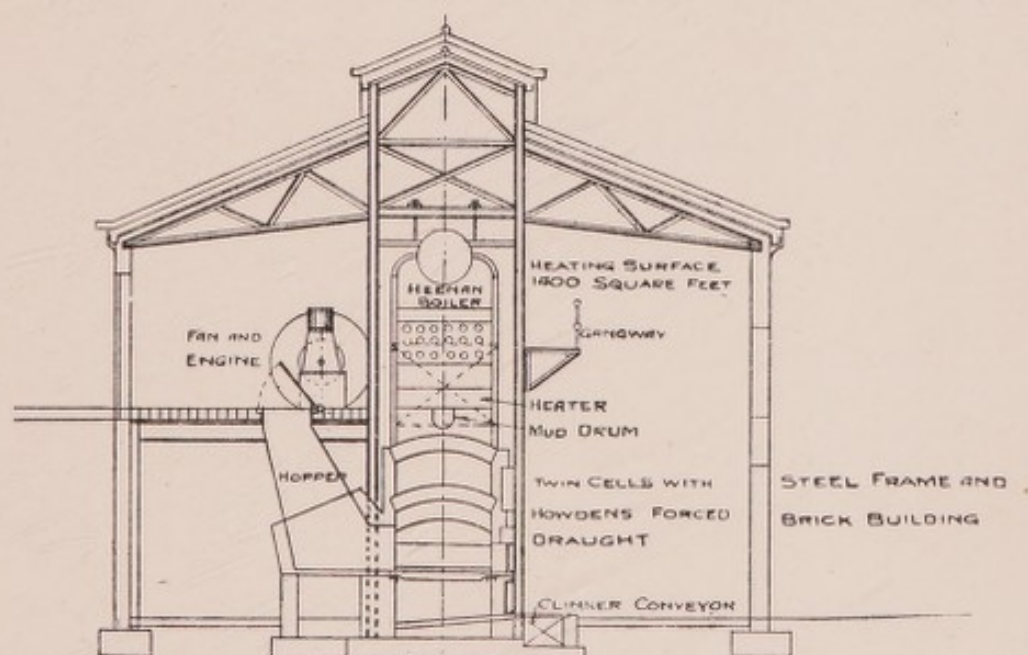 HEATING SURFACE
1400 SQUARE FEET
HEENAN
BOILER
GANGWAY
FAN AND
ENGINE
HEATER
MUD DRUM
HOPPER
TWIN CELLS WITH
HOWDENS FORCED
DRAUGHT
STEEL FRAME AND
BRICK BUILDING
CLINKER CONVEYOR